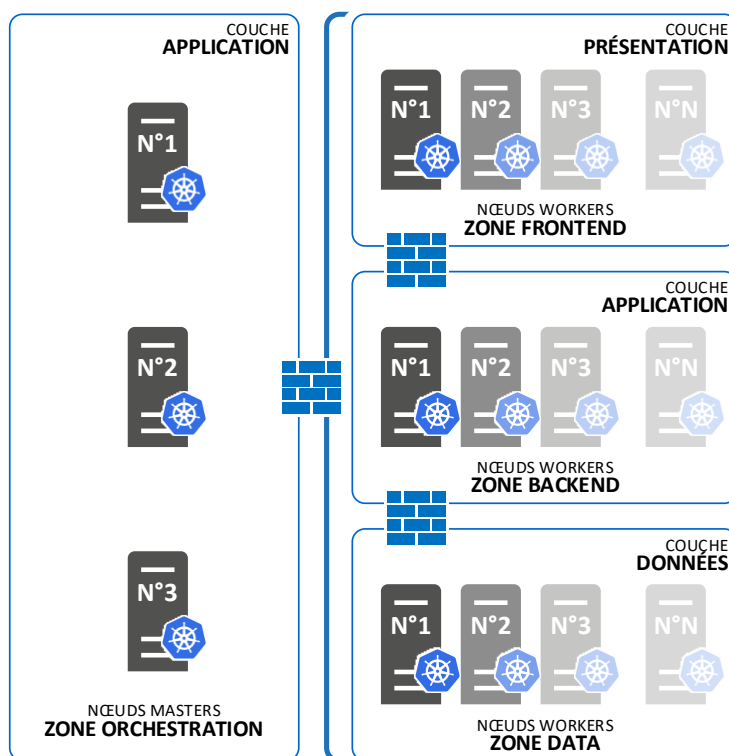 COUCHE
APPLICATION
N°1
N°2
N°3
NŒUDS MASTERS
ZONE ORCHESTRATION
COUCHE
PRÉSENTATION
N°1 N°2 N°3 N°N
NŒUDS WORKERS
ZONE FRONTEND
COUCHE
APPLICATION
N°1 N°2 N°3 N°N
NŒUDS WORKERS
ZONE BACKEND
COUCHE
DONNÉES
N°1 N°2 N°3 N°N
NŒUDS WORKERS
ZONE DATA